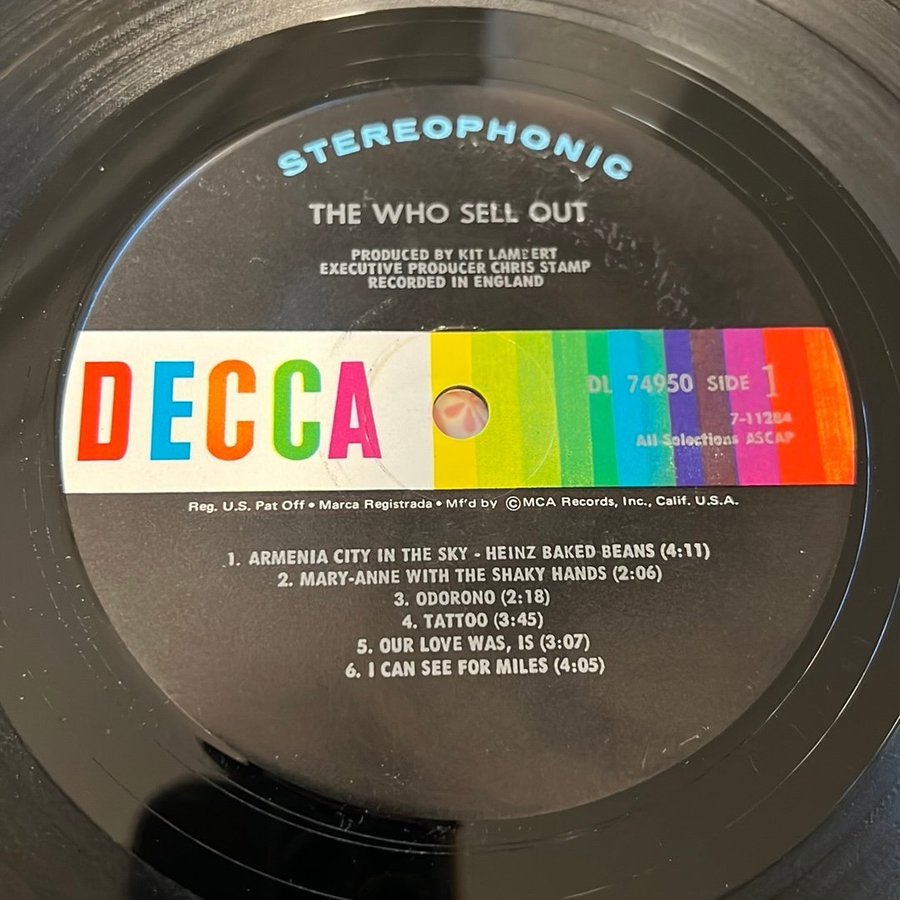 STEREOPHONIC
THE WHO SELL OUT
PRODUCED BY KIT LAMBERT
EXECUTIVE PRODUCER CHRIS STAMP
RECORDED IN ENGLAND
DECCA
DL 74950 SIDE 1
7-11284
All Selections ASCAP
Reg. U.S. Pat Off • Marca Registrada • Mf'd by ©MCA Records, Inc., Calif. U.S.A.
1. ARMENIA CITY IN THE SKY - HEINZ BAKED BEANS (4:11)
2. MARY-ANNE WITH THE SHAKY HANDS (2:06)
3. ODORONO (2:18)
4. TATTOO (3:45)
5. OUR LOVE WAS, IS (3:07)
6. I CAN SEE FOR MILES (4:05)